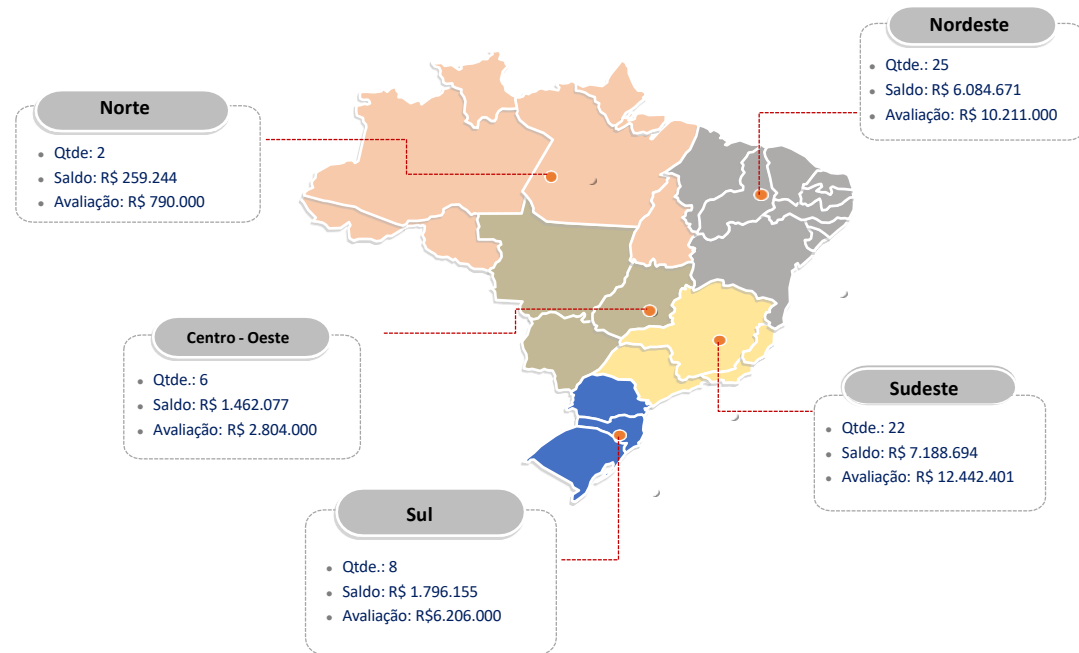 Nordeste
Qtde.: 25
Saldo: R$ 6.084.671
Avaliação: R$ 10.211.000
Norte
Qtde: 2
Saldo: R$ 259.244
Avaliação: R$ 790.000
Centro - Oeste
Qtde.: 6
Saldo: R$ 1.462.077
Avaliação: R$ 2.804.000
Sudeste
Qtde.: 22
Saldo: R$ 7.188.694
Avaliação: R$ 12.442.401
Sul
Qtde.: 8
Saldo: R$ 1.796.155
Avaliação: R$6.206.000